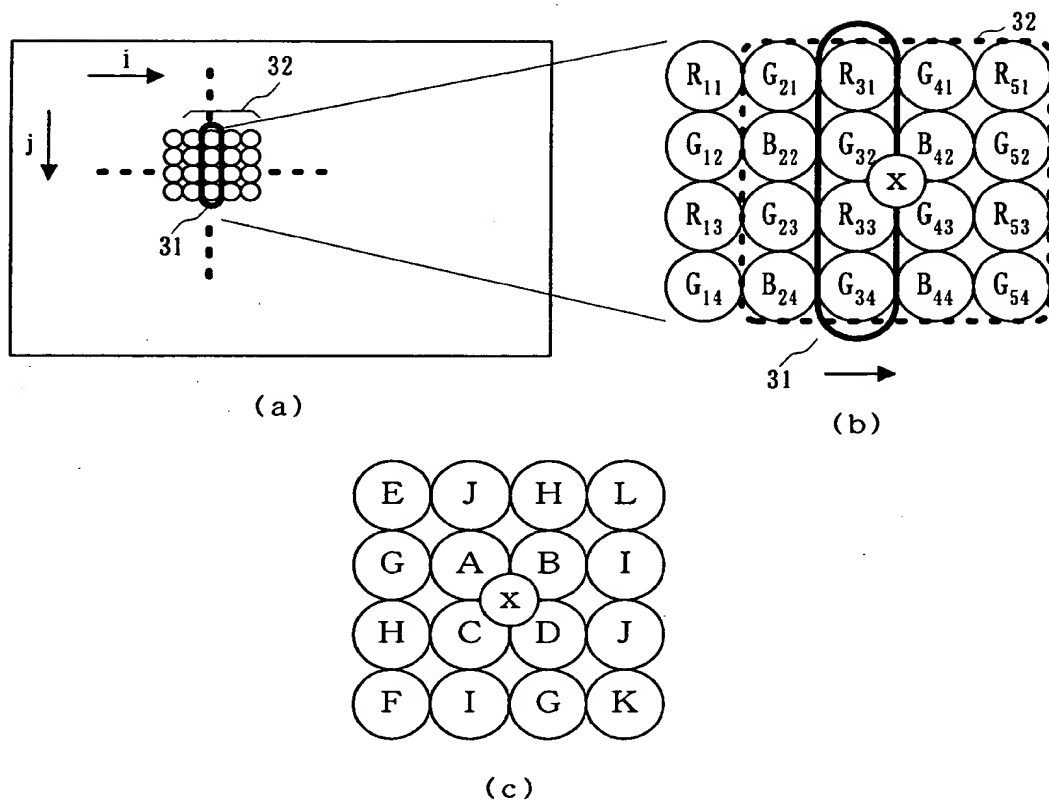 i
32
j
31
(a)
32
R11 G21 R31 G41 R51
G12 B22 G32 B42 G52
X
R13 G23 R33 G43 R53
G14 B24 G34 B44 G54
31
(b)
E J H L
G A B I
X
H C D J
F I G K
(c)